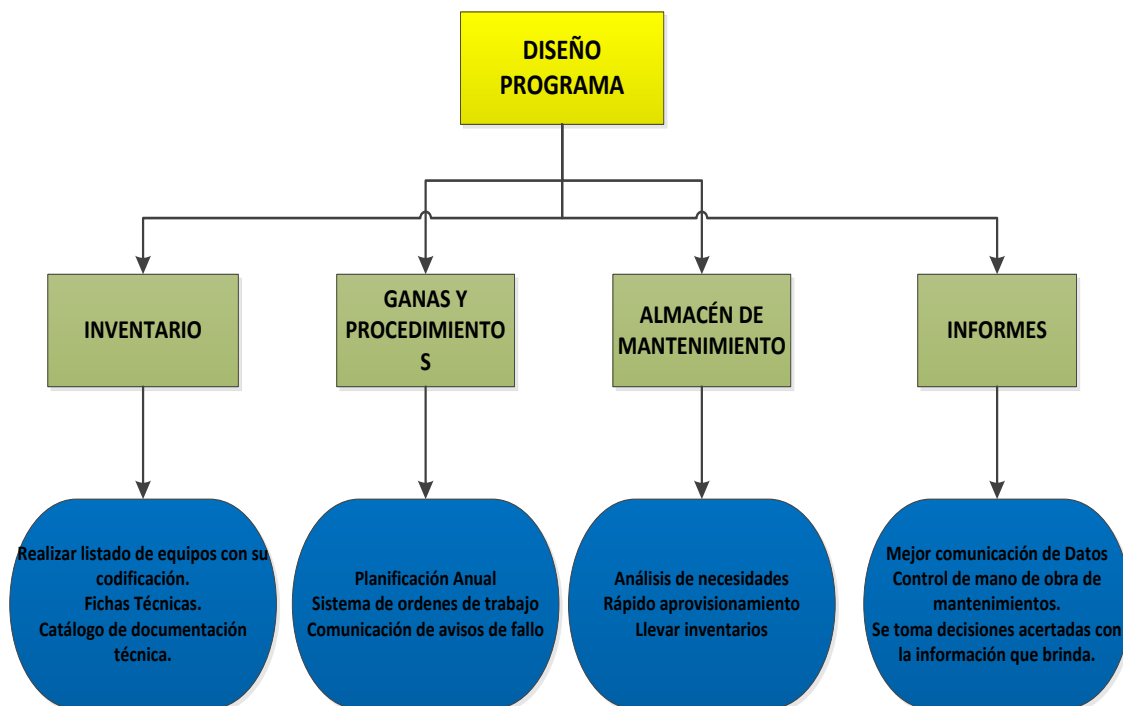 DISEÑO
PROGRAMA
INVENTARIO
GANAS Y
PROCEDIMIENTO
S
ALMACÉN DE
MANTENIMIENTO
INFORMES
Realizar listado de equipos con su
codificación.
Fichas Técnicas.
Catálogo de documentación
técnica.
Planificación Anual
Sistema de ordenes de trabajo
Comunicación de avisos de fallo
Análisis de necesidades
Rápido aprovisionamiento
Llevar inventarios
Mejor comunicación de Datos
Control de mano de obra de
mantenimientos.
Se toma decisiones acertadas con
la información que brinda.